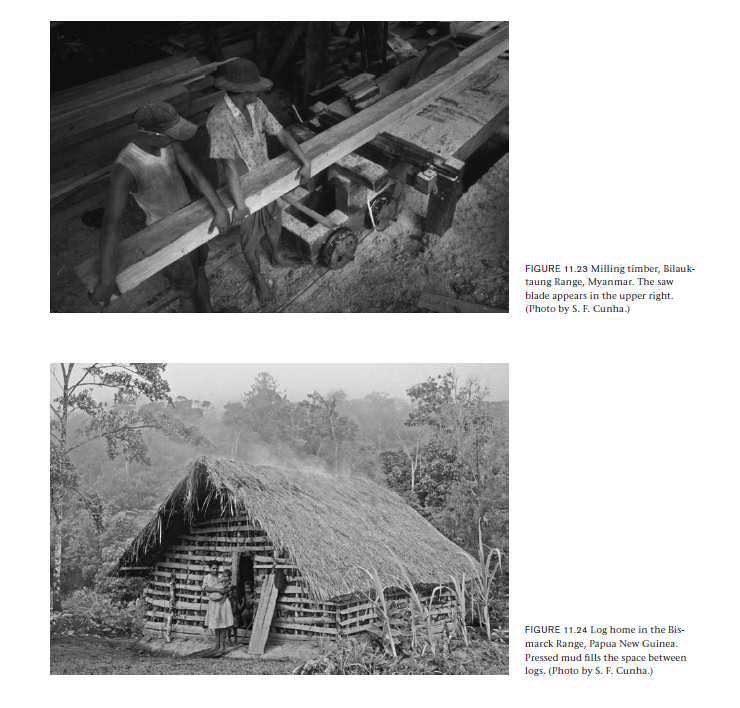 FIGURE 11.23 Milling timber, Bilauk-
taung Range, Myanmar. The saw
blade appears in the upper right.
(Photo by S. F. Cunha.)
FIGURE 11.24 Log home in the Bis-
marck Range, Papua New Guinea.
Pressed mud fills the space between
logs. (Photo by S. F. Cunha.)